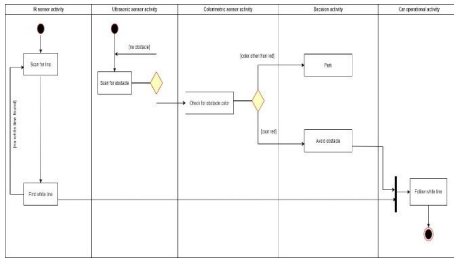 IR sensor activity
Ultrasonic sensor activity
Colorimetric sensor activity
Decision activity
Car operational activity
[no obstacle]
Scan for line
Scan for obstacle
Check for obstacle color
[color other than red]
Park
[color red]
Avoid obstacle
Find white line
Follow white line